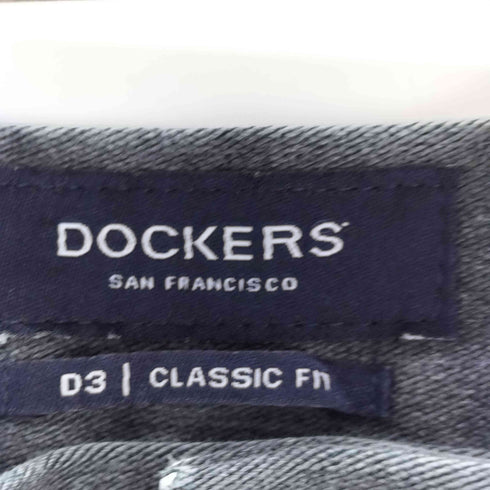 DOCKERS
SAN FRANCISCO
D3 | CLASSIC FIT